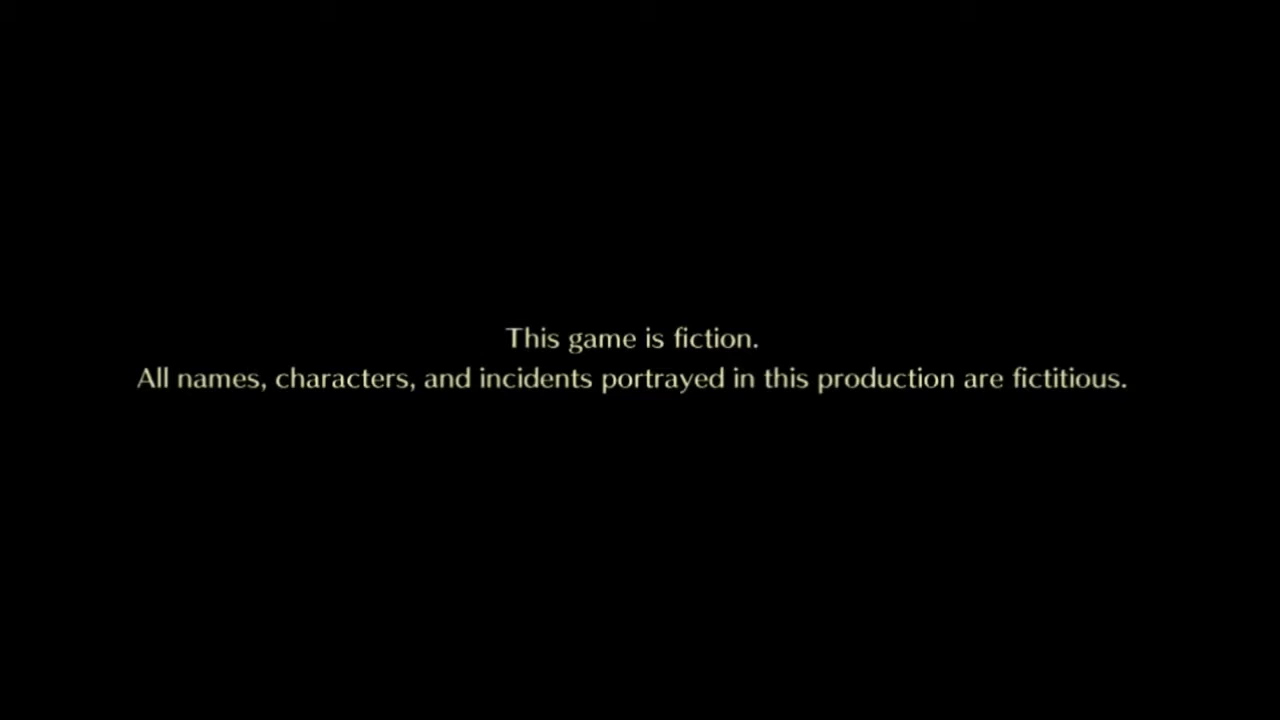 This game is fiction.
All names, characters, and incidents portrayed in this production are fictitious.